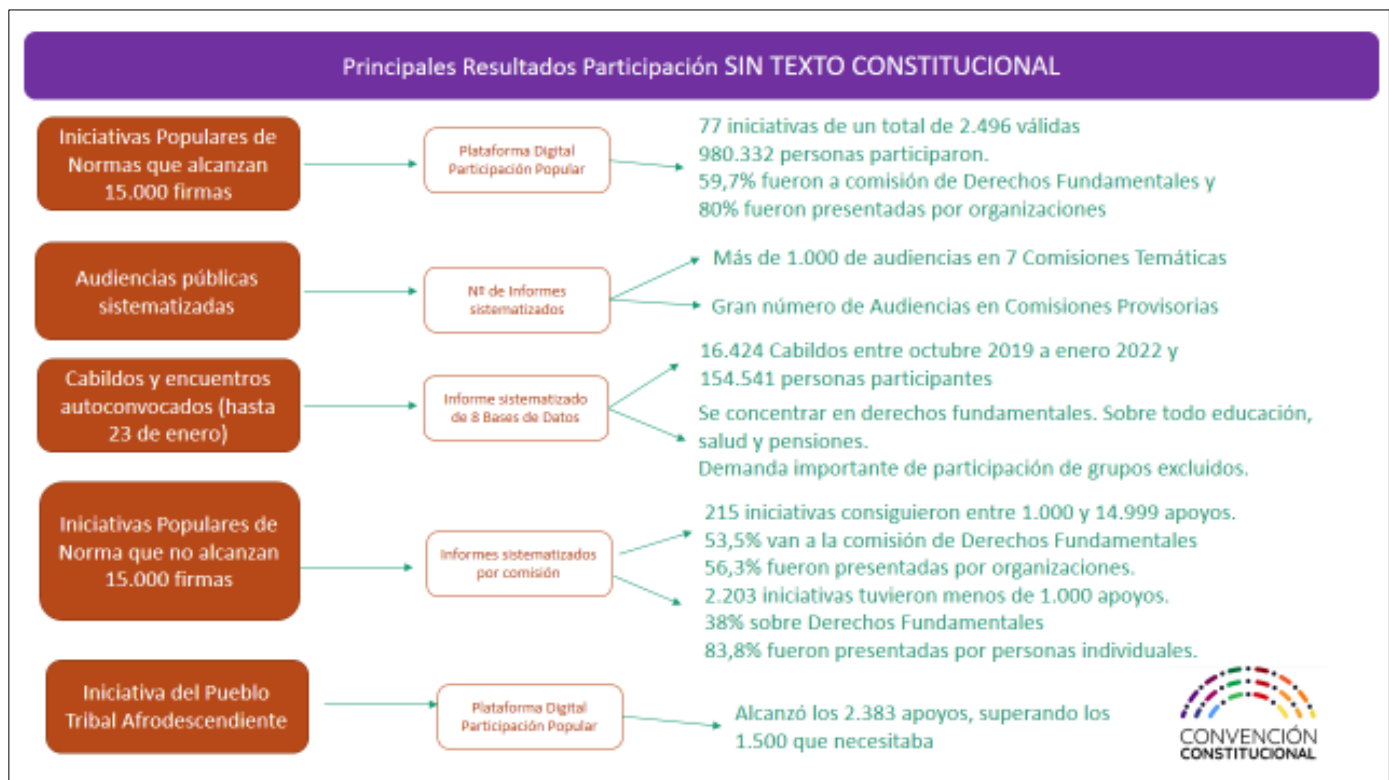 Principales Resultados Participación SIN TEXTO CONSTITUCIONAL
Iniciativas Populares de
Normas que alcanzan
15.000 firmas
Plataforma Digital
Participación Popular
77 iniciativas de un total de 2.496 válidas
980.332 personas participaron.
59,7% fueron a comisión de Derechos Fundamentales y
80% fueron presentadas por organizaciones
Audiencias públicas
sistematizadas
Nº de Informes
sistematizados
Más de 1.000 de audiencias en 7 Comisiones Temáticas
Gran número de Audiencias en Comisiones Provisorias
Cabildos y encuentros
autoconvocados (hasta
23 de enero)
Informe sistematizado
de 8 Bases de Datos
16.424 Cabildos entre octubre 2019 a enero 2022 y
154.541 personas participantes
Se concentrar en derechos fundamentales. Sobre todo educación,
salud y pensiones.
Demanda importante de participación de grupos excluidos.
Iniciativas Populares de
Norma que no alcanzan
15.000 firmas
Informes sistematizados
por comisión
215 iniciativas consiguieron entre 1.000 y 14.999 apoyos.
53,5% van a la comisión de Derechos Fundamentales
56,3% fueron presentadas por organizaciones.
2.203 iniciativas tuvieron menos de 1.000 apoyos.
38% sobre Derechos Fundamentales
83,8% fueron presentadas por personas individuales.
Iniciativa del Pueblo
Tribal Afrodescendiente
Plataforma Digital
Participación Popular
Alcanzó los 2.383 apoyos, superando los
1.500 que necesitaba
CONVENCIÓN
CONSTITUCIONAL